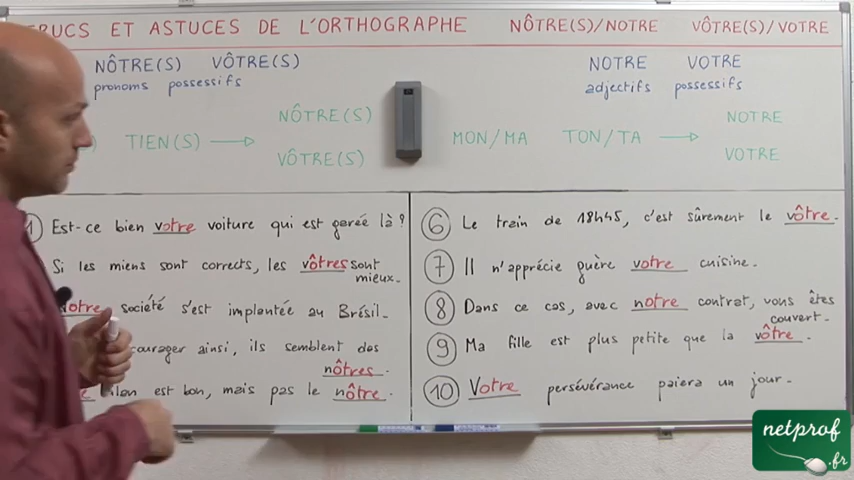 TRUCS ET ASTUCES DE L'ORTHOGRAPHE NÔTRE(S)/NOTRE VÔTRE(S)/VOTRE
NÔTRE(S) VÔTRE(S)
pronoms possessifs
NOTRE VOTRE
adjectifs possessifs
TIEN(S) → NÔTRE(S)
VÔTRE(S)
MON/MA TON/TA → NOTRE
VOTRE
1 Est-ce bien votre voiture qui est garée là?
Si les miens sont corrects, les vôtres sont
mieux.
Notre société s'est implantée au Brésil.
ainsi, ils semblent des
nôtres.
bilan est bon, mais pas le nôtre.
6 Le train de 18h45, c'est sûrement le vôtre.
7 Il n'apprécie guère votre cuisine.
8 Dans ce cas, avec notre contrat, vous êtes
couvert.
9 Ma fille est plus petite que la vôtre.
10 Votre persévérance paiera un jour.
netprof
.fr